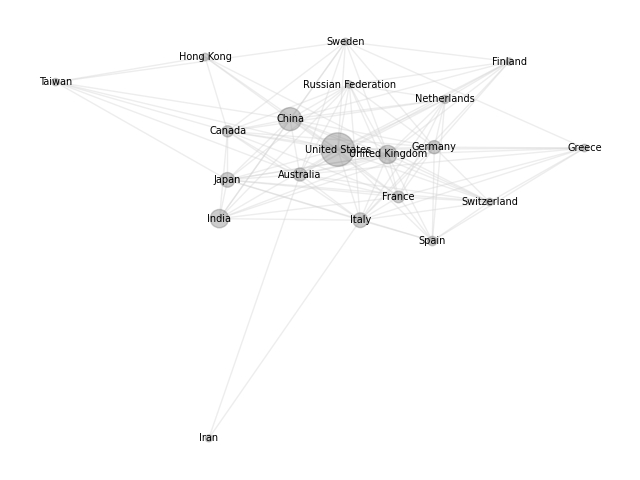 Sweden
Hong Kong
Finland
Taiwan
Russian Federation
Netherlands
China
Canada
United States
United Kingdom
Germany
Greece
Australia
Japan
France
Switzerland
India
Italy
Spain
Iran